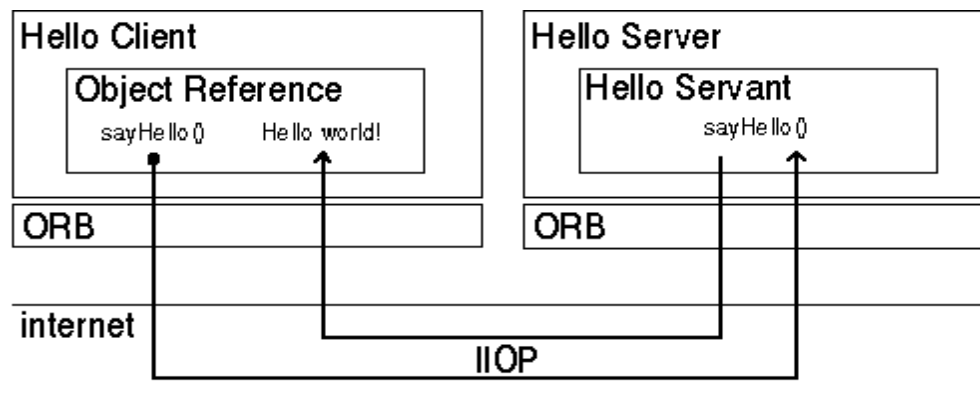 Hello Client
Object Reference
sayHello()
Hello world!
ORB
Hello Server
Hello Servant
sayHello()
ORB
internet
IIOP